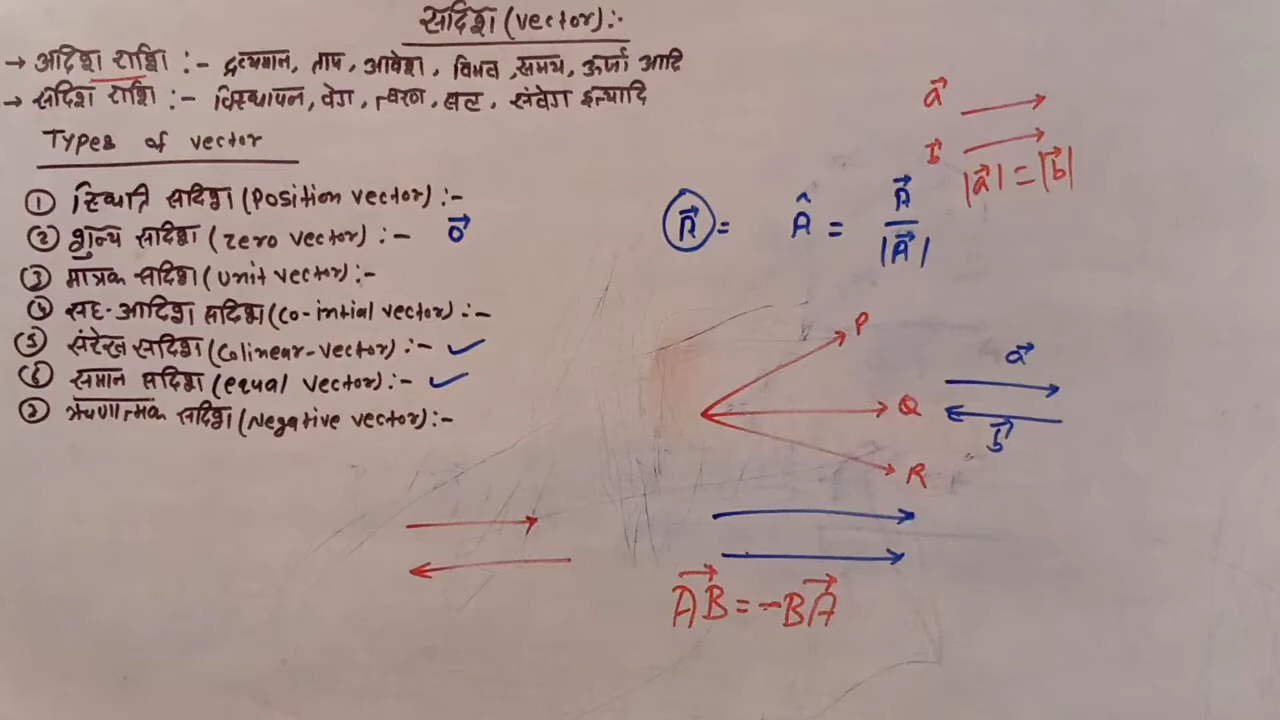 सदिश (vector) :-
→ अदिश राशि :- द्रव्यमान, ताप, आवेश, विभव, समय, ऊर्जा आदि
→ सदिश राशि :- विस्थापन, वेग, त्वरण, बल, संवेग इत्यादि
Types of vector
① स्थिति सदिश (Position vector) :-
② शुन्य सदिश (zero vector) :- 0⃗
③ मात्रक सदिश (unit vector) :-
④ सह-आदिश सदिश (Co-intial vector) :-
⑤ संरेख सदिश (Colinear-vector) :- ✓
⑥ समान सदिश (equal vector) :- ✓
⑦ ऋणात्मक सदिश (Negative vector) :-
a⃗
b⃗
|a⃗| = |b⃗|
A⃗ = Â = A⃗ / |A⃗|
P
Q
R
a⃗
b⃗
A⃗B⃗ = -BA⃗